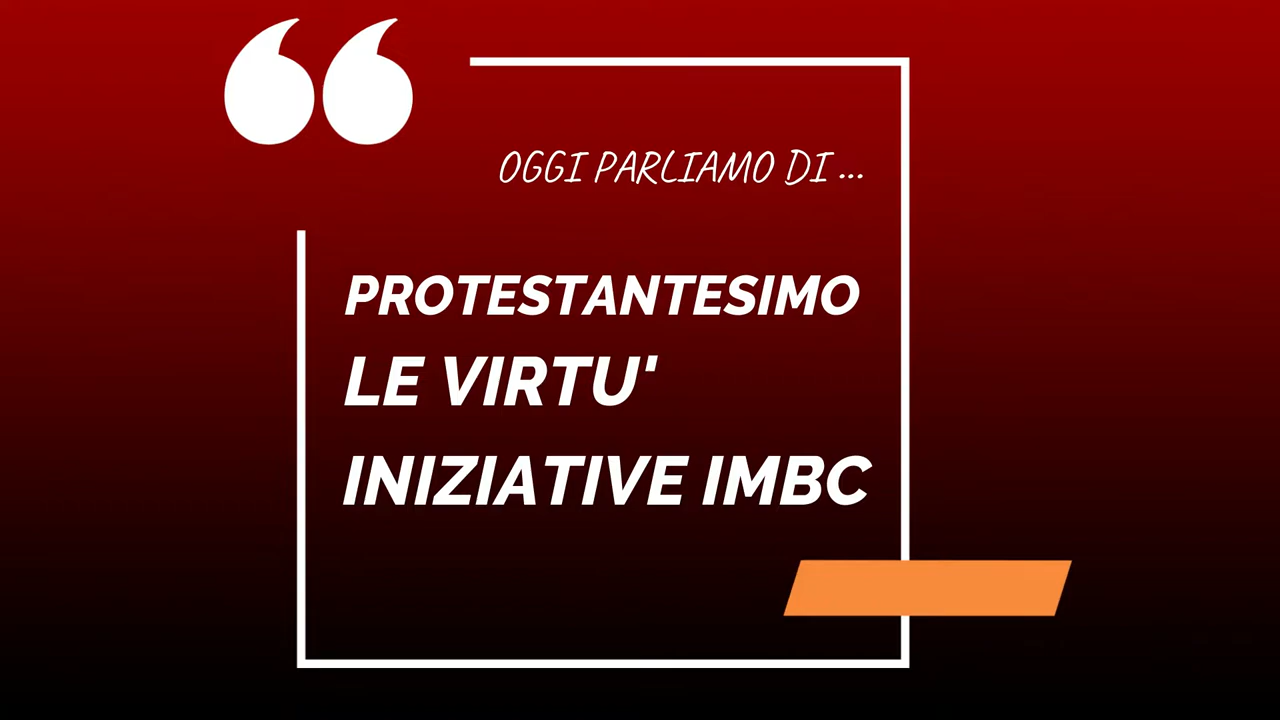 OGGI PARLIAMO DI ...
PROTESTANTESIMO
LE VIRTU'
INIZIATIVE IMBC